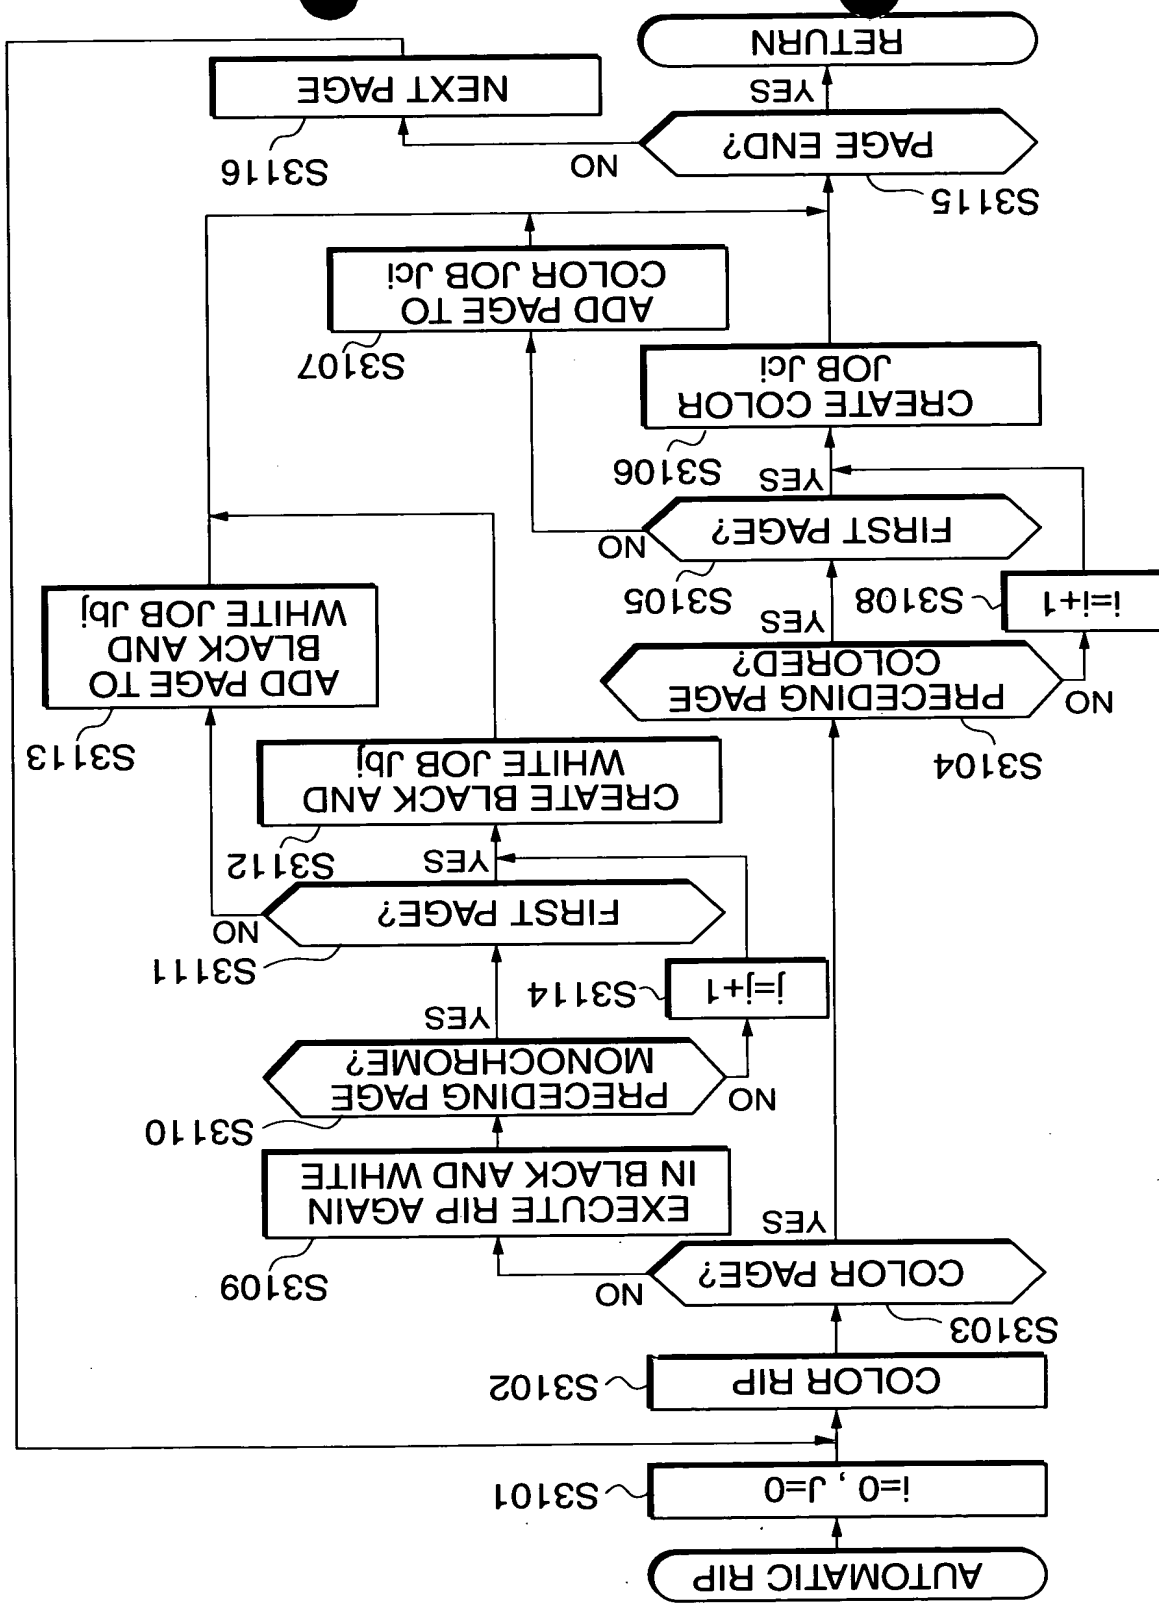 AUTOMATIC RIP
i=0 , J=0
S3101
COLOR RIP
S3102
S3103
COLOR PAGE?
NO
YES
S3109
EXECUTE RIP AGAIN
IN BLACK AND WHITE
S3110
PRECEDING PAGE
MONOCHROME?
NO
YES
j=j+1
S3114
S3111
FIRST PAGE?
NO
YES
S3112
CREATE BLACK AND
WHITE JOB Jbj
S3113
ADD PAGE TO
BLACK AND
WHITE JOB Jbj
S3104
PRECEDING PAGE
COLORED?
NO
YES
i=i+1
S3108
S3105
FIRST PAGE?
NO
YES
S3106
CREATE COLOR
JOB Jci
S3107
ADD PAGE TO
COLOR JOB Jci
S3115
PAGE END?
NO
YES
S3116
NEXT PAGE
RETURN